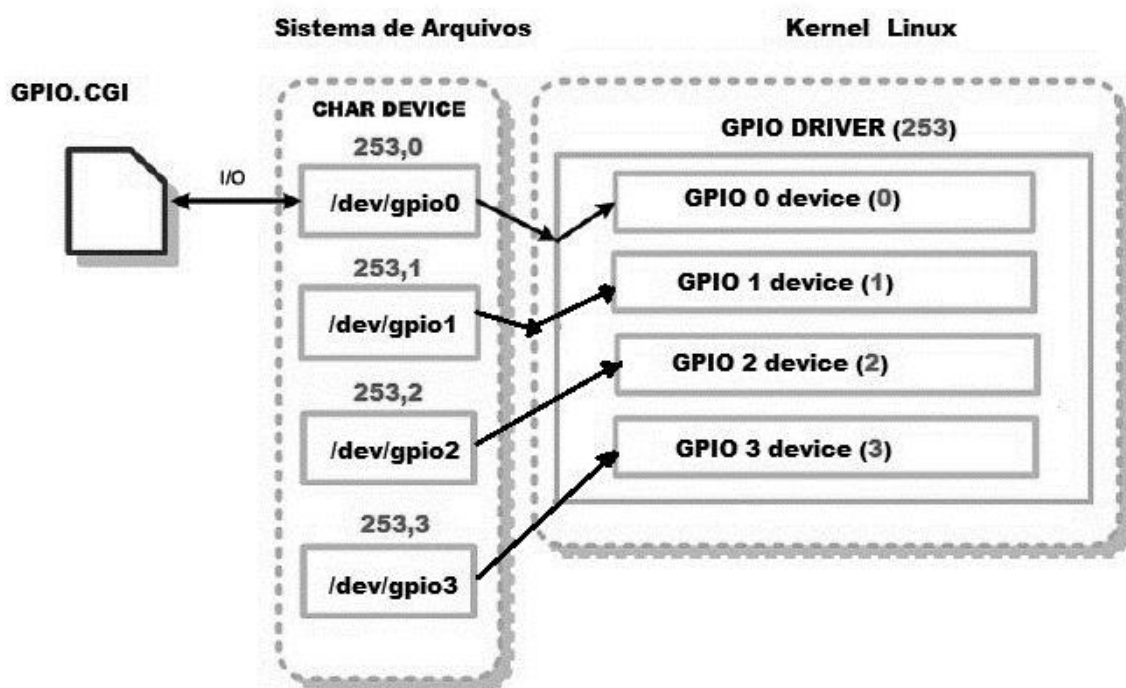 Sistema de Arquivos
Kernel Linux
GPIO.CGI
CHAR DEVICE
GPIO DRIVER (253)
253,0
I/O
/dev/gpio0
GPIO 0 device (0)
253,1
/dev/gpio1
GPIO 1 device (1)
253,2
/dev/gpio2
GPIO 2 device (2)
253,3
/dev/gpio3
GPIO 3 device (3)